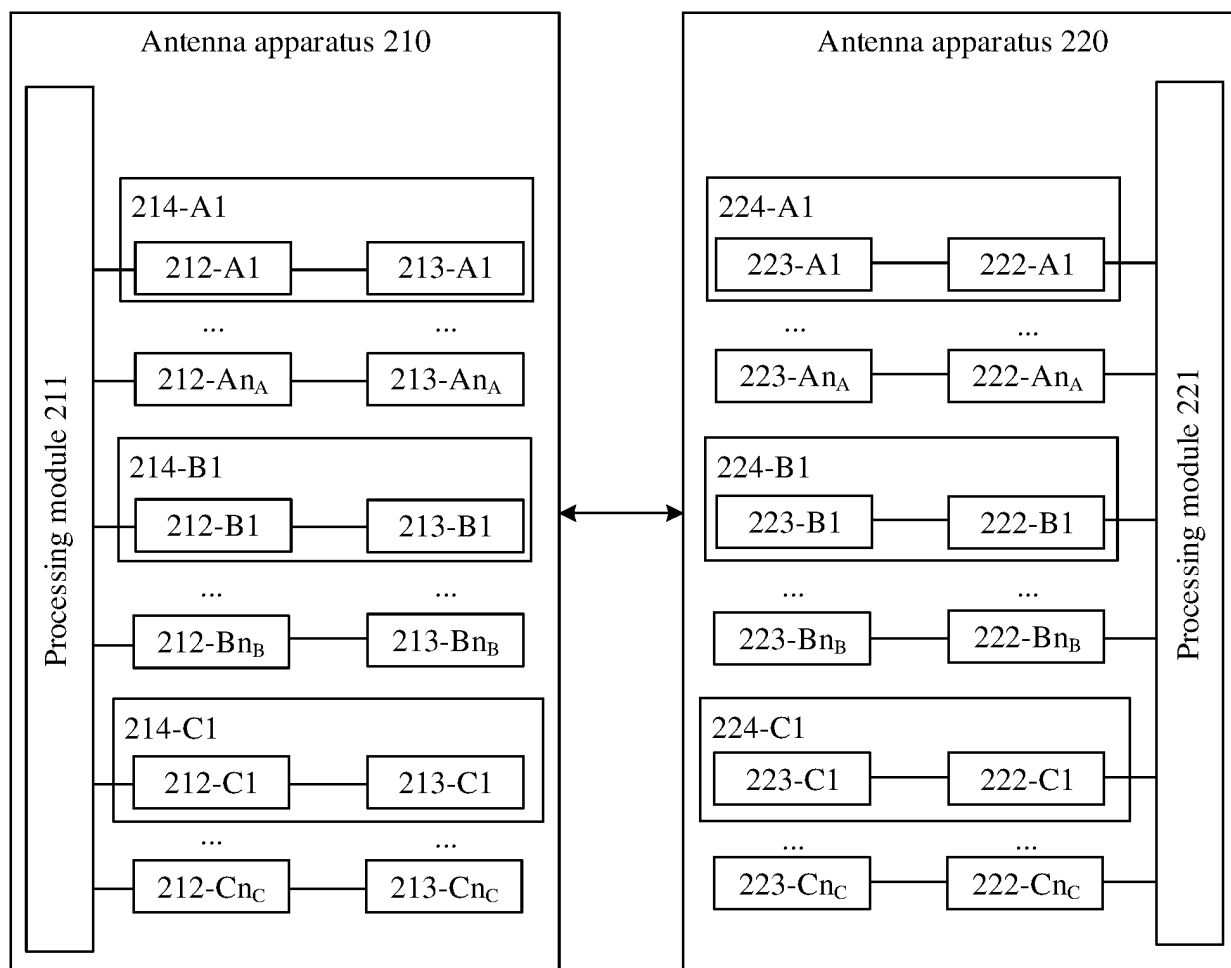 Antenna apparatus 210
Processing module 211
214-A1
212-A1 213-A1
... ...
212-An_A 213-An_A
214-B1
212-B1 213-B1
... ...
212-Bn_B 213-Bn_B
214-C1
212-C1 213-C1
... ...
212-Cn_C 213-Cn_C
Antenna apparatus 220
224-A1
223-A1 222-A1
... ...
223-An_A 222-An_A
224-B1
223-B1 222-B1
... ...
223-Bn_B 222-Bn_B
224-C1
223-C1 222-C1
... ...
223-Cn_C 222-Cn_C
Processing module 221